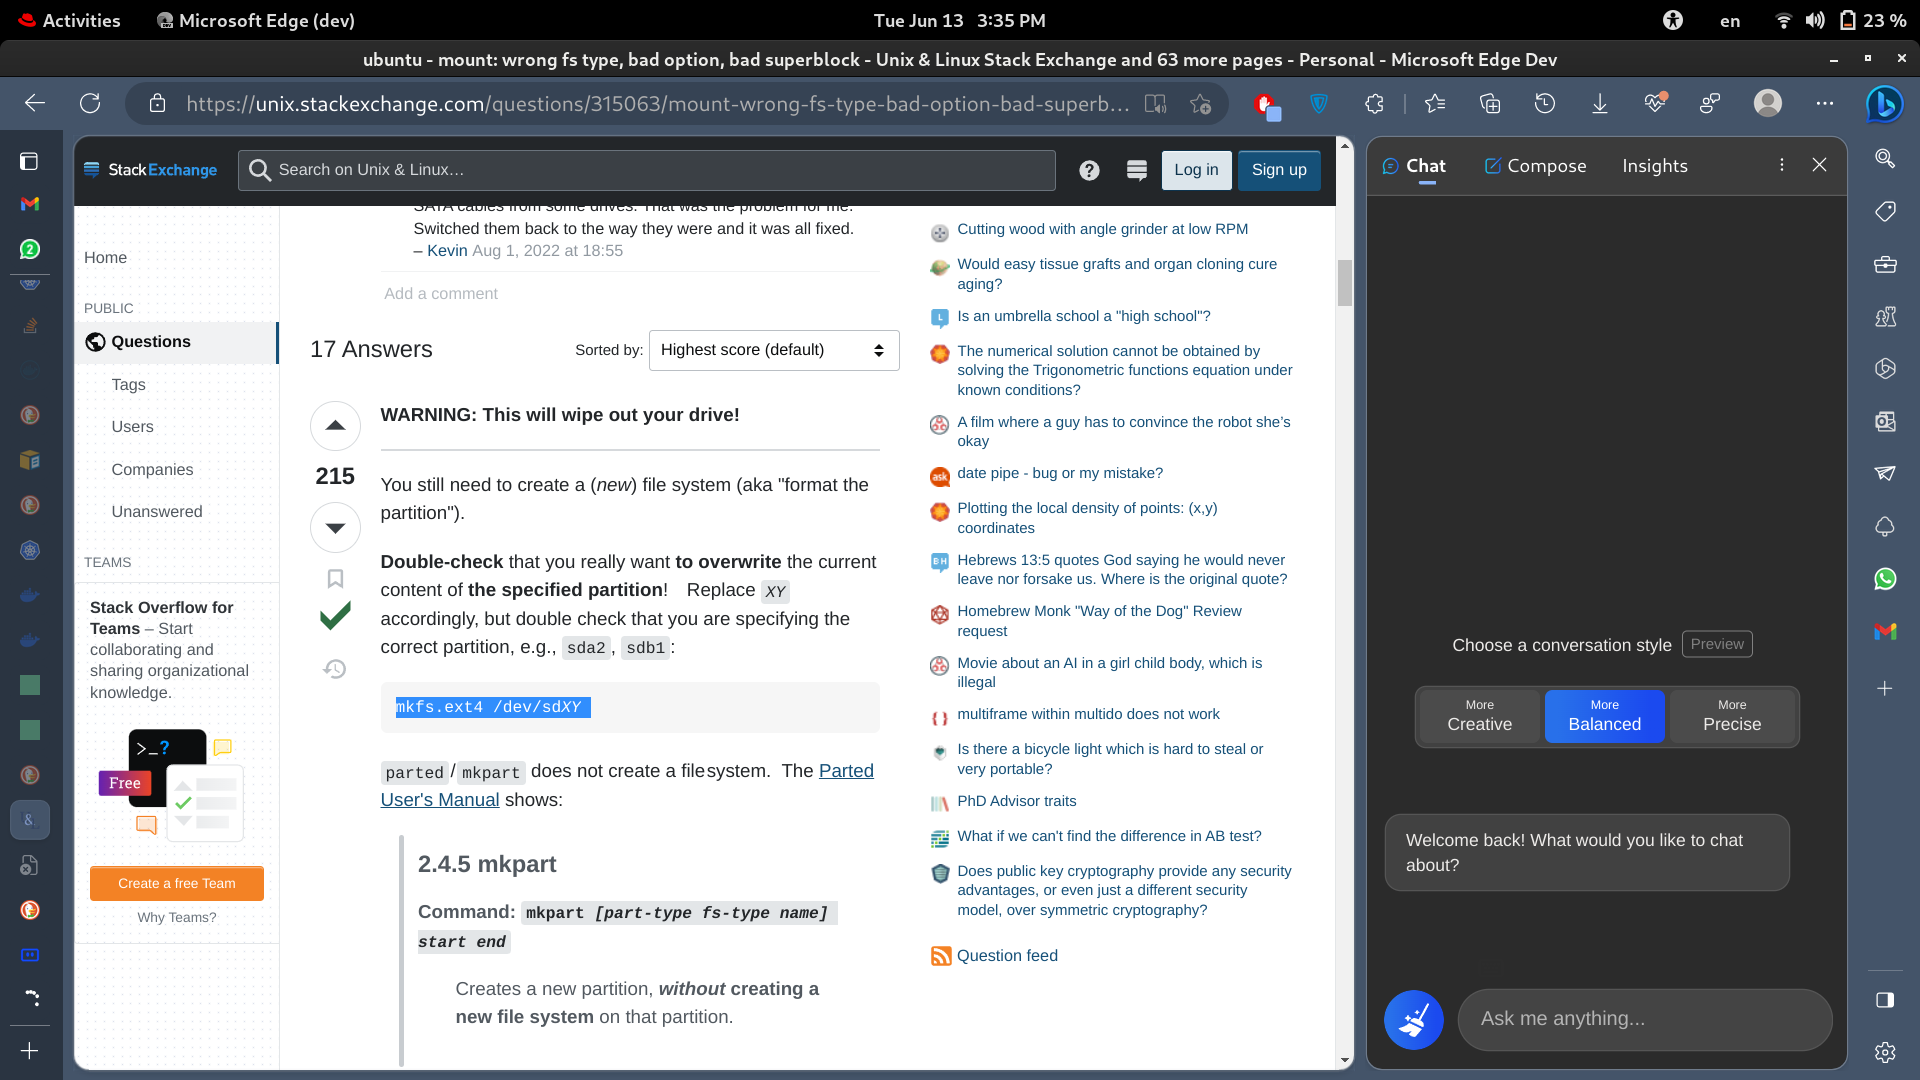 Activities
Microsoft Edge (dev)
Tue Jun 13 3:35 PM
en
23 %
ubuntu - mount: wrong fs type, bad option, bad superblock - Unix & Linux Stack Exchange and 63 more pages - Personal - Microsoft Edge Dev
https://unix.stackexchange.com/questions/315063/mount-wrong-fs-type-bad-option-bad-superb...
StackExchange
Search on Unix & Linux…
Log in
Sign up
Home
PUBLIC
Questions
Tags
Users
Companies
Unanswered
TEAMS
Stack Overflow for
Teams – Start
collaborating and
sharing organizational
knowledge.
>_?
Free
Create a free Team
Why Teams?
SATA cables from some drives. That was the problem for me.
Switched them back to the way they were and it was all fixed.
– Kevin Aug 1, 2022 at 18:55
Add a comment
17 Answers
Sorted by:
Highest score (default)
215
WARNING: This will wipe out your drive!
You still need to create a (new) file system (aka "format the
partition").
Double-check that you really want to overwrite the current
content of the specified partition! Replace XY
accordingly, but double check that you are specifying the
correct partition, e.g., sda2, sdb1:
mkfs.ext4 /dev/sdXY
parted/mkpart does not create a filesystem. The Parted
User's Manual shows:
2.4.5 mkpart
Command: mkpart [part-type fs-type name]
start end
Creates a new partition, without creating a
new file system on that partition.
Cutting wood with angle grinder at low RPM
Would easy tissue grafts and organ cloning cure
aging?
L
Is an umbrella school a "high school"?
The numerical solution cannot be obtained by
solving the Trigonometric functions equation under
known conditions?
A film where a guy has to convince the robot she's
okay
ask
date pipe - bug or my mistake?
Plotting the local density of points: (x,y)
coordinates
BH
Hebrews 13:5 quotes God saying he would never
leave nor forsake us. Where is the original quote?
Homebrew Monk "Way of the Dog" Review
request
Movie about an AI in a girl child body, which is
illegal
multiframe within multido does not work
Is there a bicycle light which is hard to steal or
very portable?
PhD Advisor traits
What if we can't find the difference in AB test?
Does public key cryptography provide any security
advantages, or even just a different security
model, over symmetric cryptography?
Question feed
Chat
Compose
Insights
Choose a conversation style
Preview
More
Creative
More
Balanced
More
Precise
Welcome back! What would you like to chat
about?
Ask me anything...